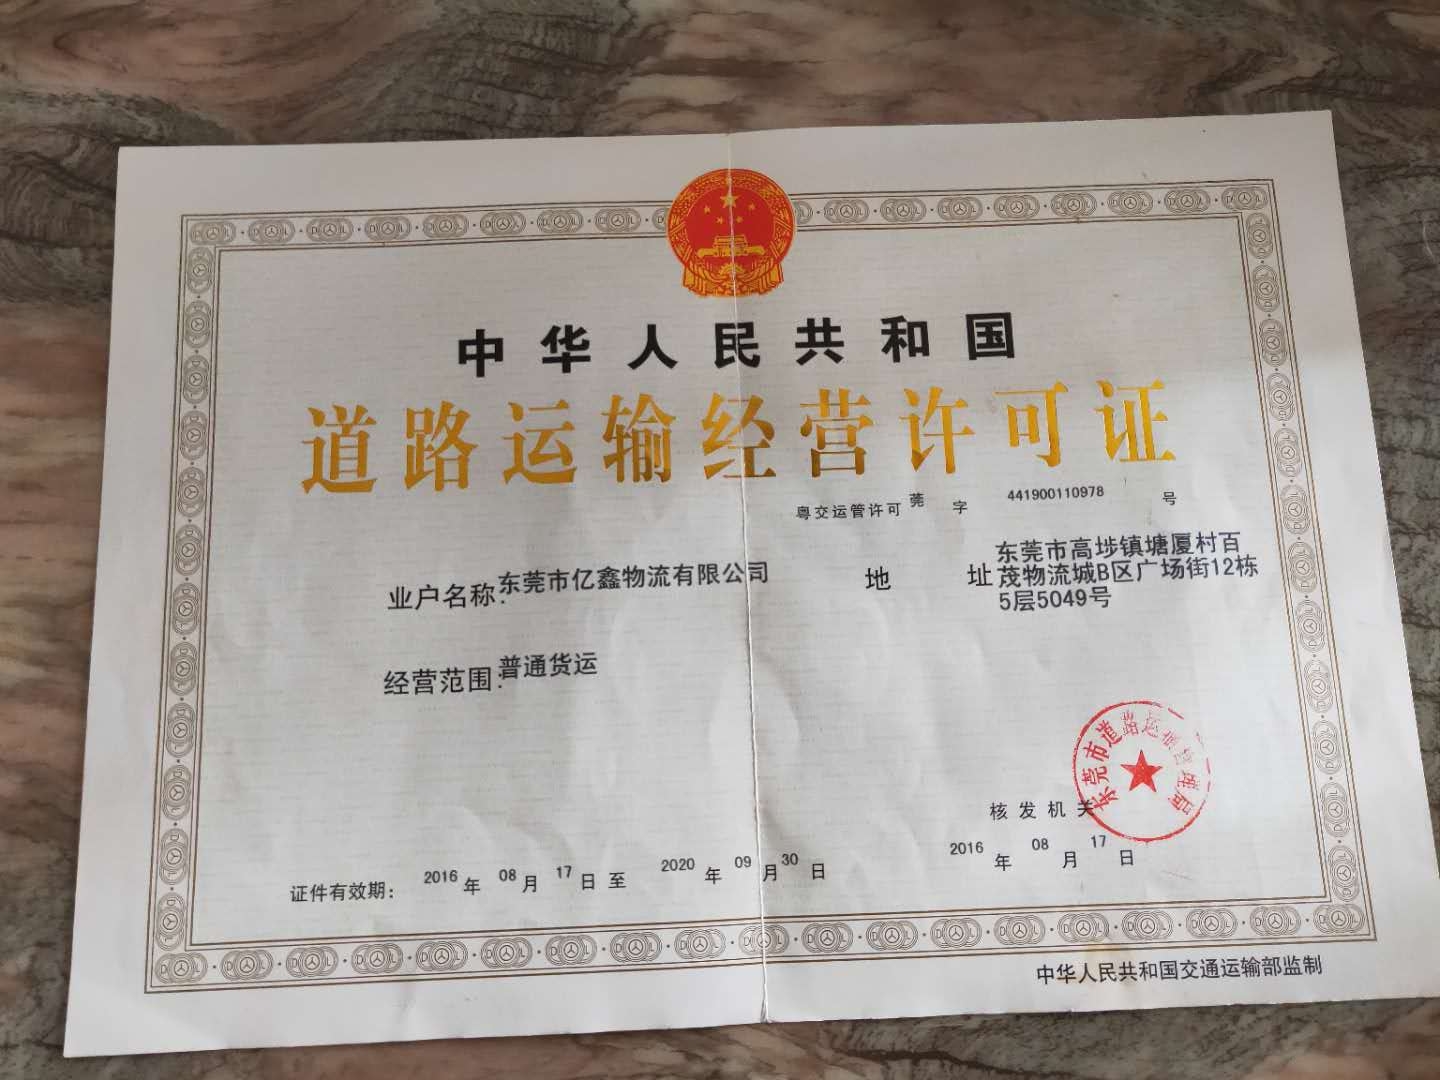 中华人民共和国
道路运输经营许可证
粤交运管许可 莞 字 441900110978 号
业户名称:东莞市亿鑫物流有限公司
地 址 东莞市高埗镇塘厦村百
茂物流城B区广场街12栋
5层5049号
经营范围:普通货运
东莞市道路运输管理局
核发机关
证件有效期: 2016 年 08 月 17 日 至 2020 年 09 月 30 日
2016 年 08 月 17 日
中华人民共和国交通运输部监制